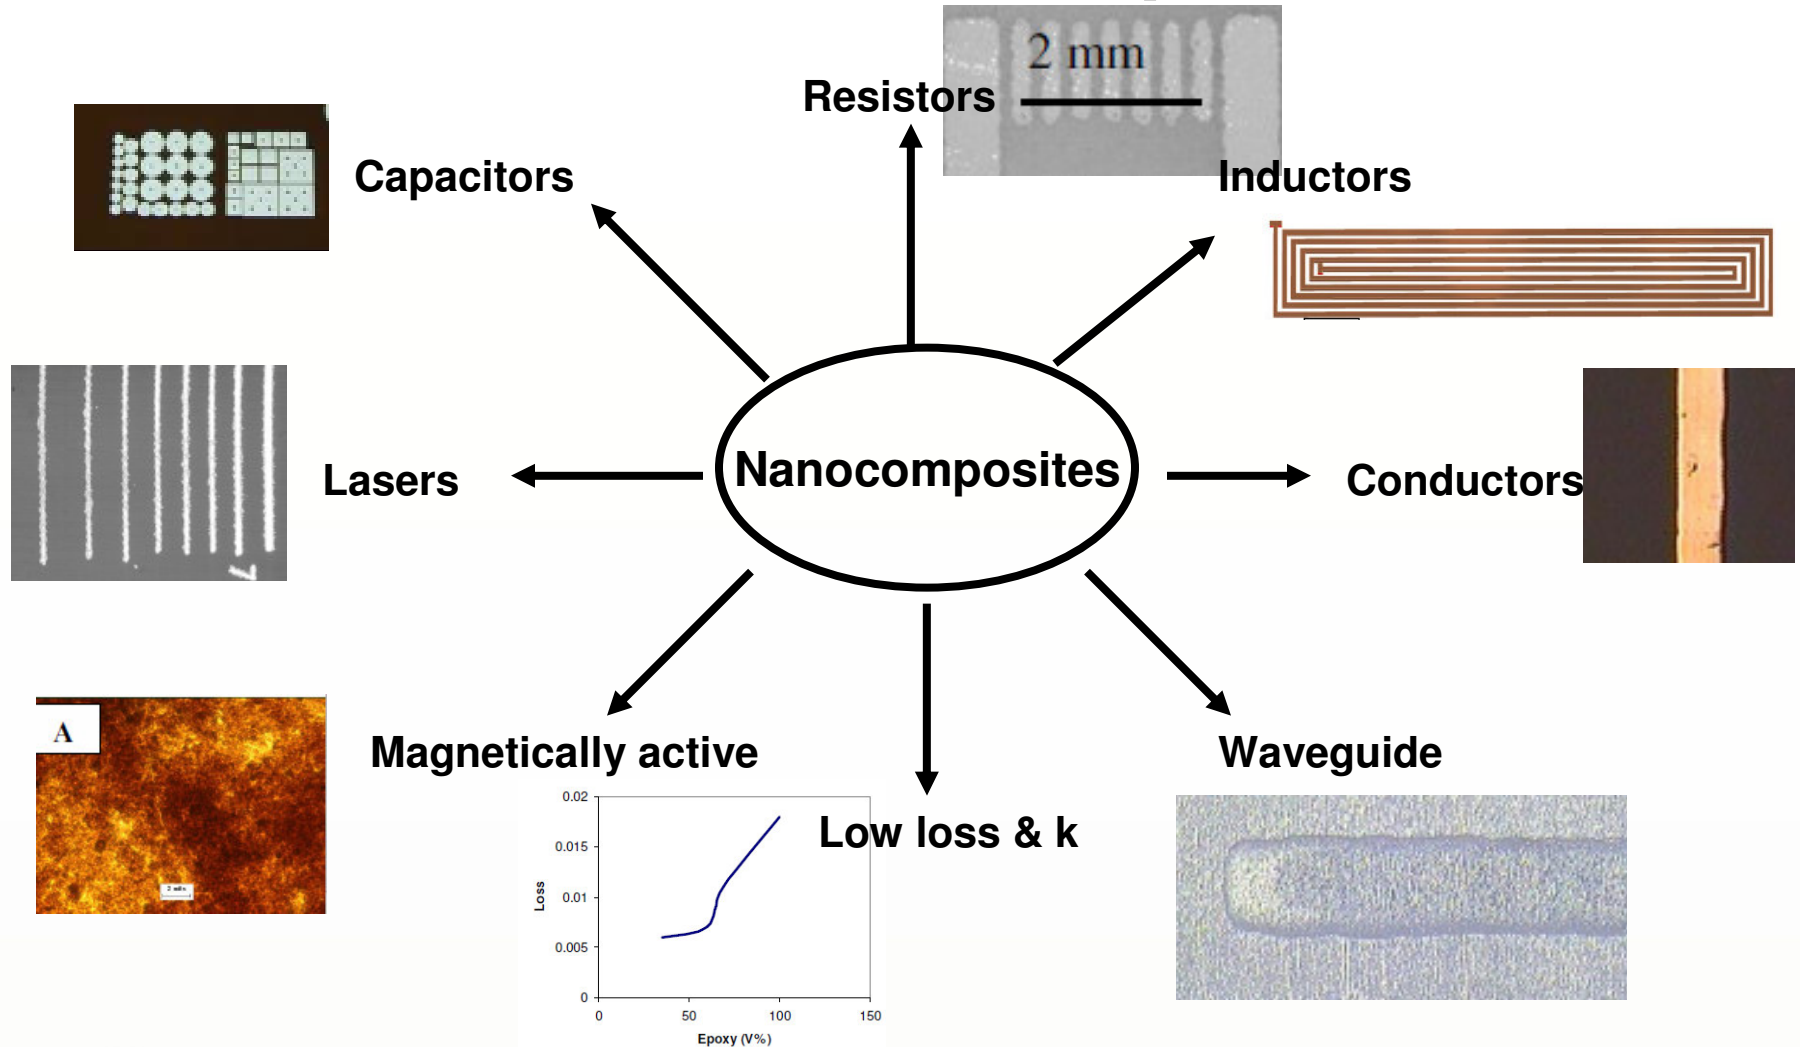 2 mm
Resistors
Capacitors
Inductors
Nanocomposites
Lasers
Conductors
Magnetically active
Waveguide
A
Low loss & k
0.02
0.015
0.01
0.005
0
Loss
0
50
100
150
Epoxy (V%)